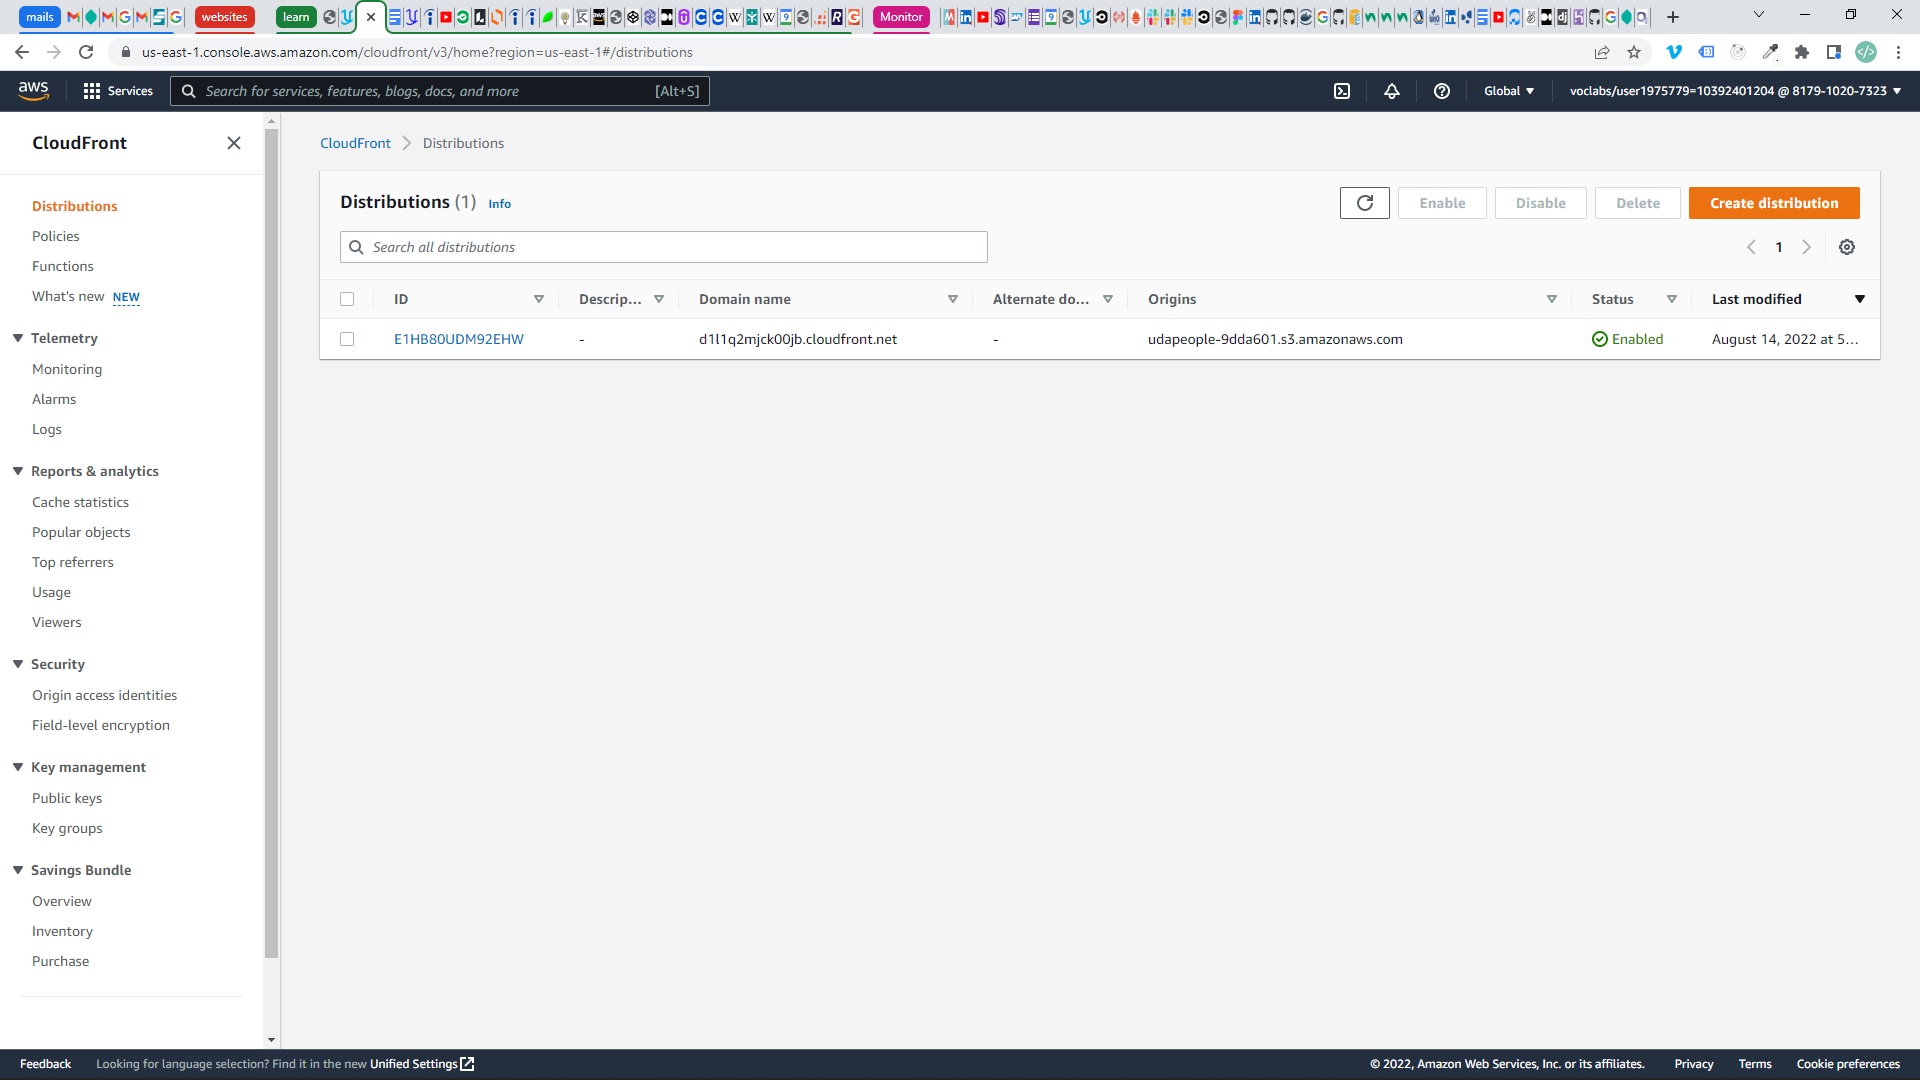 mails
websites
learn
Monitor
us-east-1.console.aws.amazon.com/cloudfront/v3/home?region=us-east-1#/distributions
aws
Services
Search for services, features, blogs, docs, and more
[Alt+S]
Global
voclabs/user1975779=10392401204 @ 8179-1020-7323
CloudFront
Distributions
Policies
Functions
What's new NEW
Telemetry
Monitoring
Alarms
Logs
Reports & analytics
Cache statistics
Popular objects
Top referrers
Usage
Viewers
Security
Origin access identities
Field-level encryption
Key management
Public keys
Key groups
Savings Bundle
Overview
Inventory
Purchase
CloudFront
Distributions
Distributions (1) Info
Enable
Disable
Delete
Create distribution
Search all distributions
1
ID
Descrip...
Domain name
Alternate do...
Origins
Status
Last modified
E1HB80UDM92EHW
-
d1l1q2mjck00jb.cloudfront.net
-
udapeople-9dda601.s3.amazonaws.com
Enabled
August 14, 2022 at 5...
Feedback
Looking for language selection? Find it in the new Unified Settings
© 2022, Amazon Web Services, Inc. or its affiliates.
Privacy
Terms
Cookie preferences